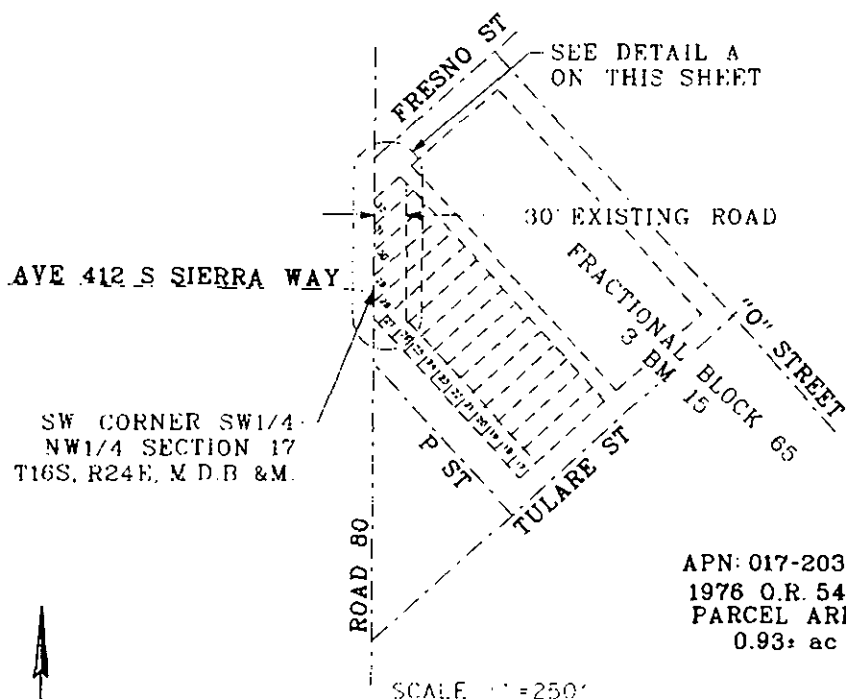 FRESNO ST
SEE DETAIL A
ON THIS SHEET
30' EXISTING ROAD
AVE 412 S SIERRA WAY
FRACTIONAL BLOCK 65
3 BM 15
"O" STREET
SW CORNER SW1/4
NW1/4 SECTION 17
T16S, R24E, M.D.B.&M.
P ST
TULARE ST
ROAD 80
APN: 017-203
1976 O.R. 54
PARCEL ARE
0.93± ac
SCALE =250'